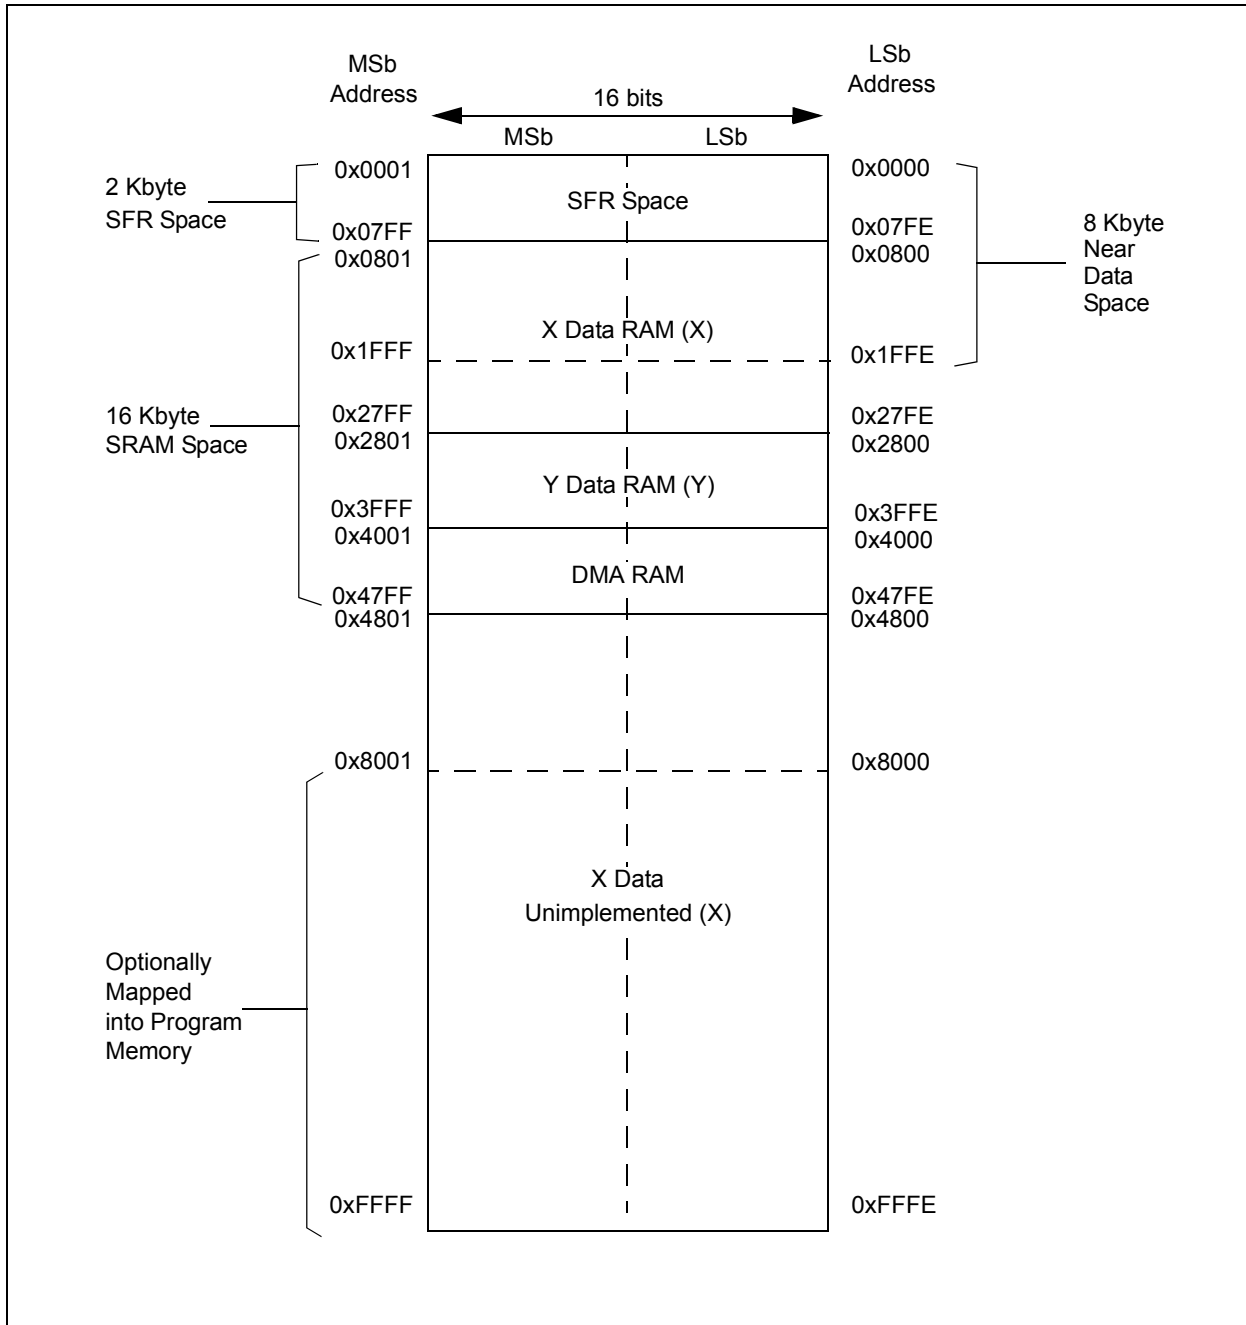 MSb
Address
LSb
Address
16 bits
MSb
LSb
2 Kbyte
SFR Space
0x0001
SFR Space
0x0000
0x07FF
0x07FE
0x0801
0x0800
8 Kbyte
Near
Data
Space
X Data RAM (X)
0x1FFF
0x1FFE
16 Kbyte
SRAM Space
0x27FF
0x27FE
0x2801
0x2800
Y Data RAM (Y)
0x3FFF
0x3FFE
0x4001
0x4000
DMA RAM
0x47FF
0x47FE
0x4801
0x4800
0x8001
0x8000
X Data
Unimplemented (X)
Optionally
Mapped
into Program
Memory
0xFFFF
0xFFFE